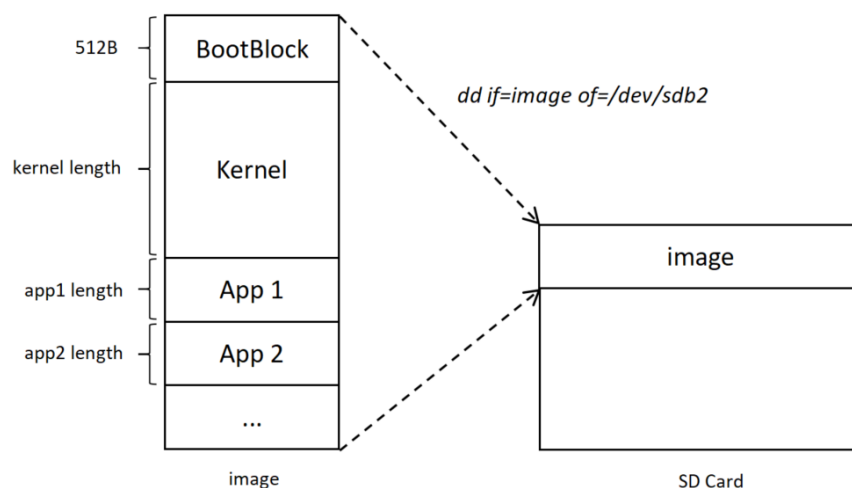 512B
BootBlock
dd if=image of=/dev/sdb2
kernel length
Kernel
image
app1 length
App 1
app2 length
App 2
...
image
SD Card